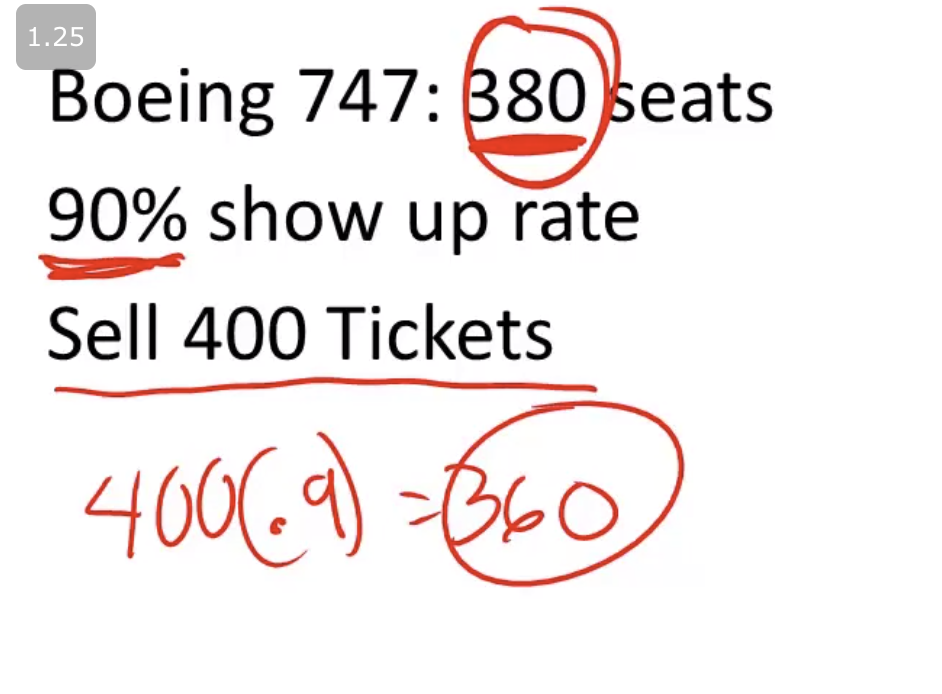 1.25
Boeing 747: 380 seats
90% show up rate
Sell 400 Tickets
400(.9) = 360